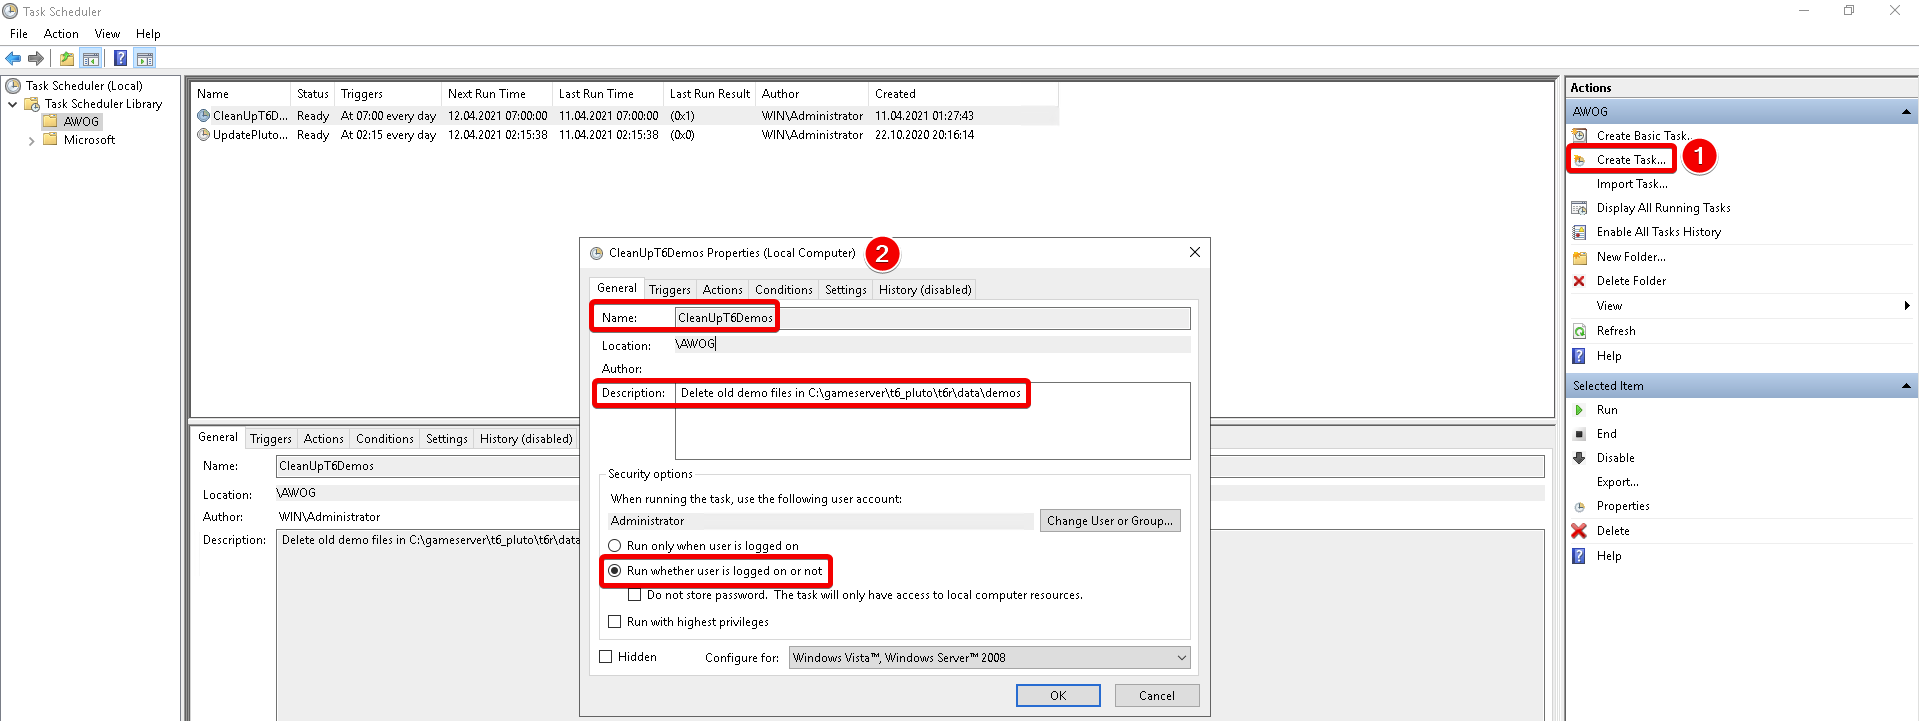 Task Scheduler
File Action View Help
Task Scheduler (Local)
Task Scheduler Library
AWOG
Microsoft
Name Status Triggers Next Run Time Last Run Time Last Run Result Author Created
CleanUpT6D... Ready At 07:00 every day 12.04.2021 07:00:00 11.04.2021 07:00:00 (0x1) WIN\Administrator 11.04.2021 01:27:43
UpdatePluto... Ready At 02:15 every day 12.04.2021 02:15:38 11.04.2021 02:15:38 (0x0) WIN\Administrator 22.10.2020 20:16:14
General Triggers Actions Conditions Settings History (disabled)
Name: CleanUpT6Demos
Location: \AWOG
Author: WIN\Administrator
Description: Delete old demo files in C:\gameserver\t6_pluto\t6r\data
CleanUpT6Demos Properties (Local Computer) 2
General Triggers Actions Conditions Settings History (disabled)
Name: CleanUpT6Demos
Location: \AWOG
Author:
Description: Delete old demo files in C:\gameserver\t6_pluto\t6r\data\demos
Security options
When running the task, use the following user account:
Administrator Change User or Group...
Run only when user is logged on
Run whether user is logged on or not
Do not store password. The task will only have access to local computer resources.
Run with highest privileges
Hidden Configure for: Windows Vista™, Windows Server™ 2008
OK Cancel
Actions
AWOG
Create Basic Task..
Create Task... 1
Import Task...
Display All Running Tasks
Enable All Tasks History
New Folder...
Delete Folder
View
Refresh
Help
Selected Item
Run
End
Disable
Export...
Properties
Delete
Help